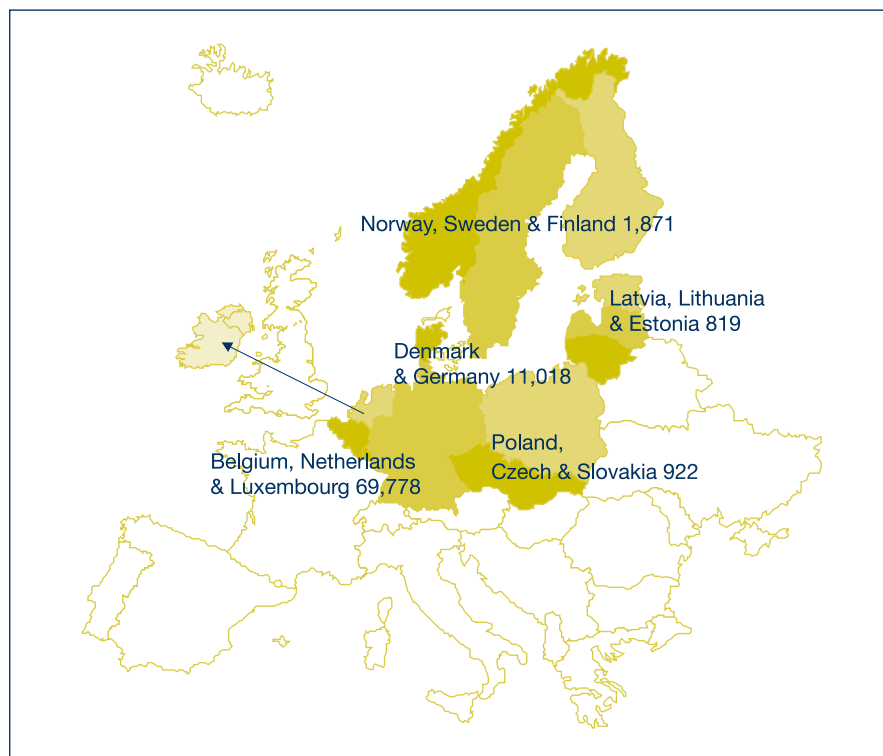 Norway, Sweden & Finland 1,871
Latvia, Lithuania
& Estonia 819
Denmark
& Germany 11,018
Poland,
Czech & Slovakia 922
Belgium, Netherlands
& Luxembourg 69,778